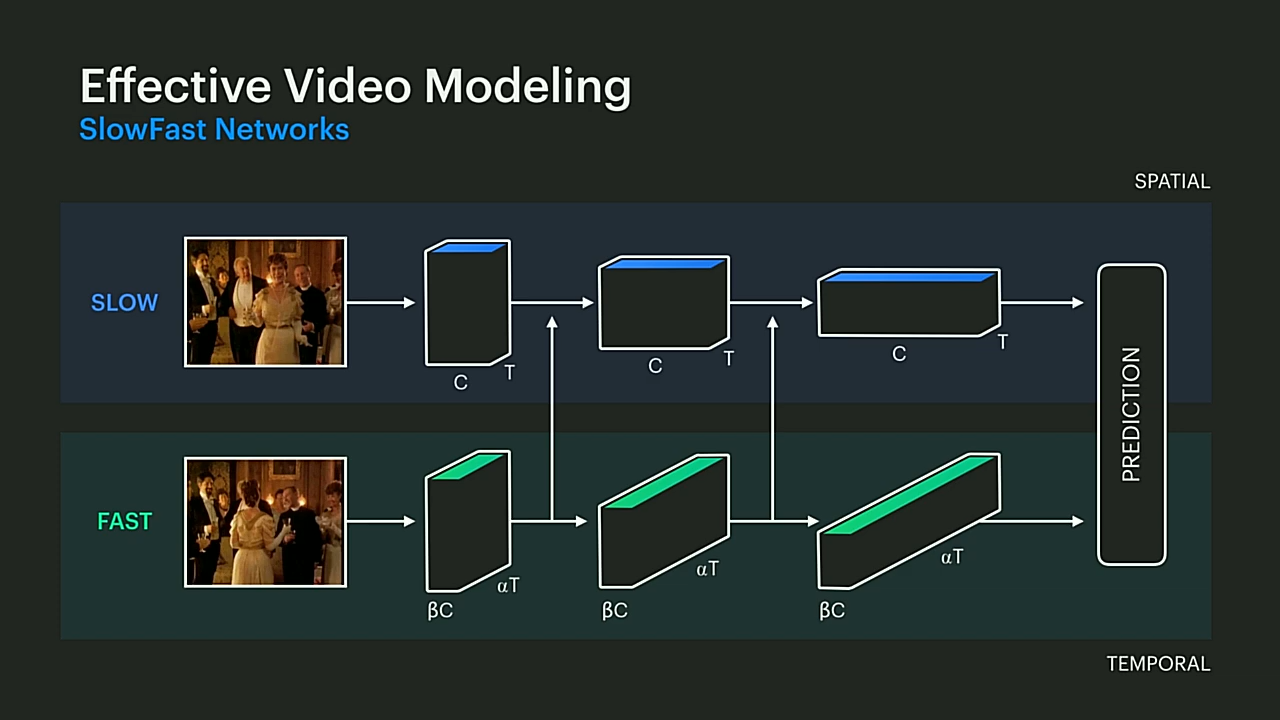 Effective Video Modeling
SlowFast Networks
SPATIAL
SLOW
C
T
C
T
C
T
PREDICTION
FAST
βC
αT
βC
αT
βC
αT
TEMPORAL